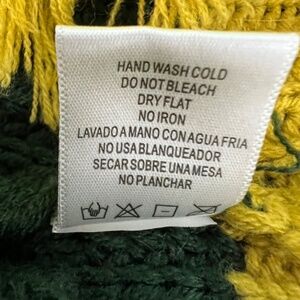 HAND WASH COLD
DO NOT BLEACH
DRY FLAT
NO IRON
LAVADO A MANO CON AGUA FRIA
NO USA BLANQUEADOR
SECAR SOBRE UNA MESA
NO PLANCHAR